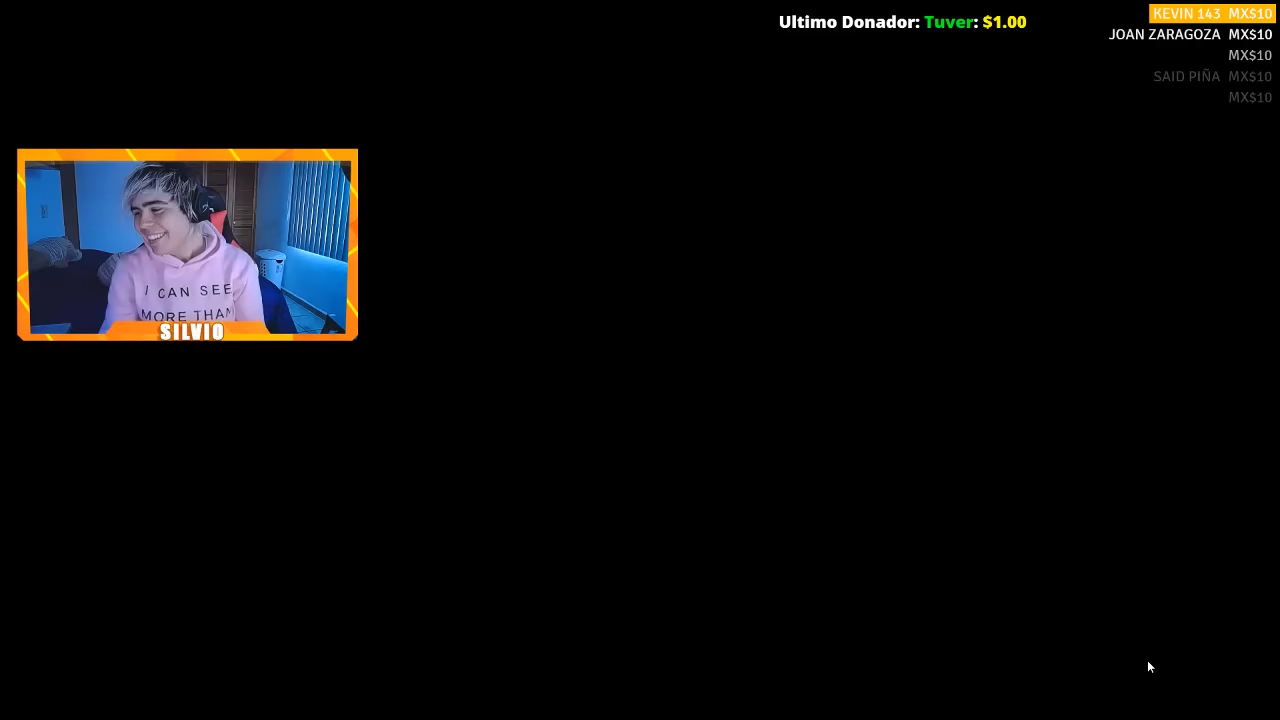 Ultimo Donador: Tuver: $1.00
KEVIN 143 MX$10
JOAN ZARAGOZA MX$10
MX$10
SAID PIÑA MX$10
MX$10
I CAN SEE
MORE THAN
SILVIO